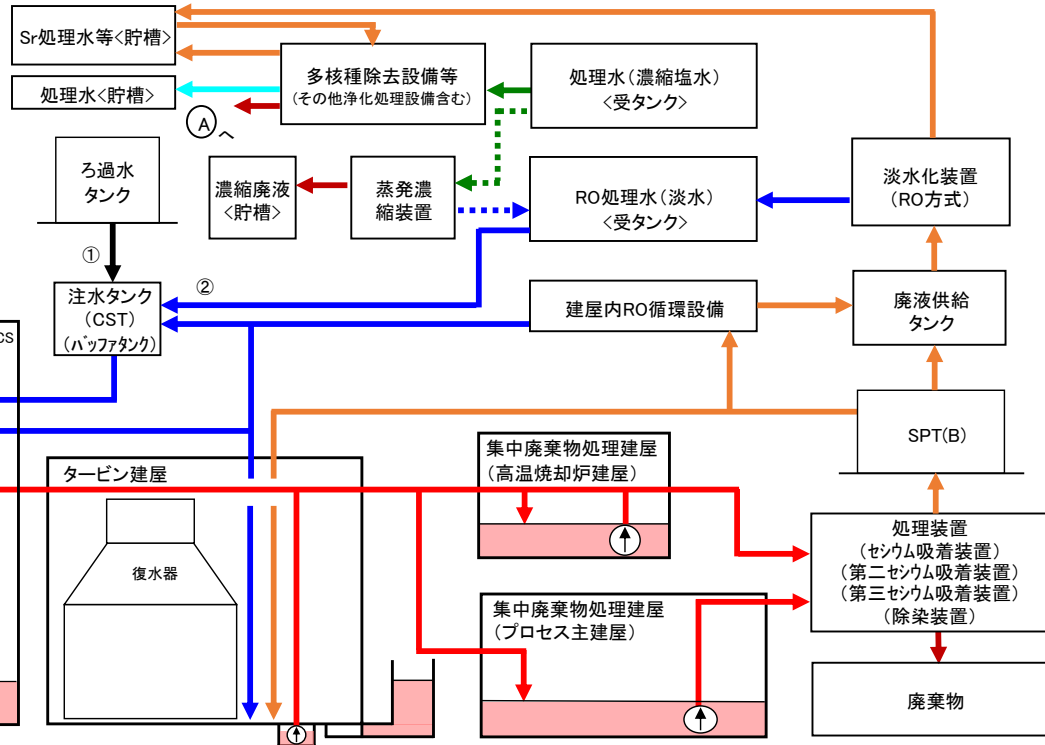 Sr処理水等<貯槽>
処理水<貯槽>
多核種除去設備等
(その他浄化処理設備含む)
Ⓐへ
処理水(濃縮塩水)
<受タンク>
ろ過水
タンク
濃縮廃液
<貯槽>
蒸発濃
縮装置
RO処理水(淡水)
<受タンク>
淡水化装置
(RO方式)
①
②
注水タンク
(CST)
(バッファタンク)
建屋内RO循環設備
廃液供給
タンク
CS
SPT(B)
タービン建屋
復水器
集中廃棄物処理建屋
(高温焼却炉建屋)
集中廃棄物処理建屋
(プロセス主建屋)
処理装置
(セシウム吸着装置)
(第二セシウム吸着装置)
(第三セシウム吸着装置)
(除染装置)
廃棄物